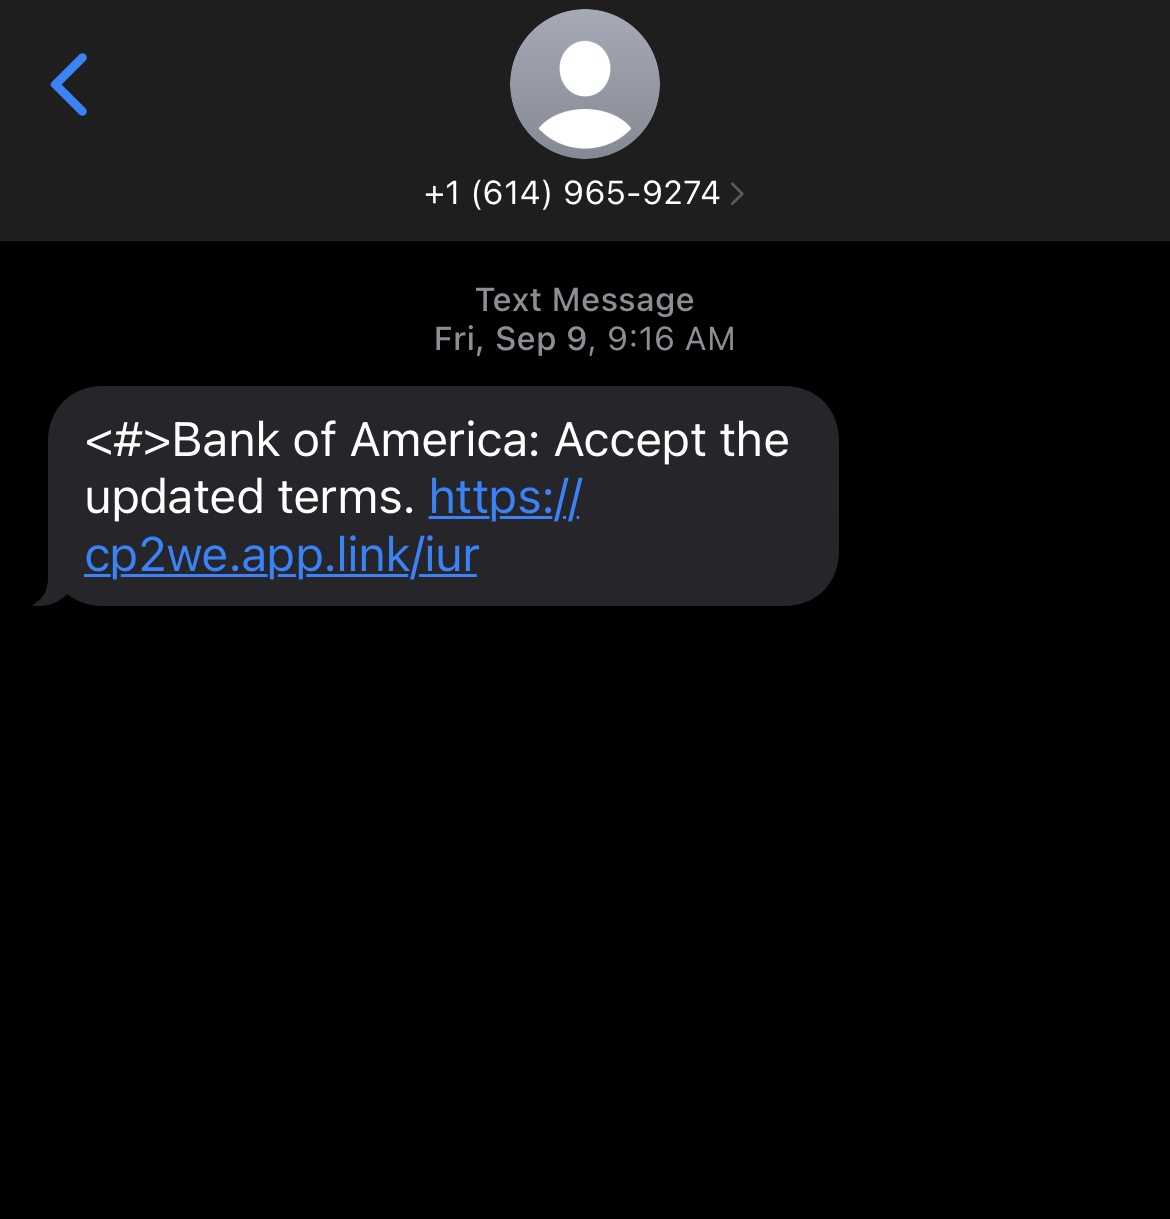 +1 (614) 965-9274
Text Message
Fri, Sep 9, 9:16 AM
<#>Bank of America: Accept the
updated terms. https://
cp2we.app.link/iur